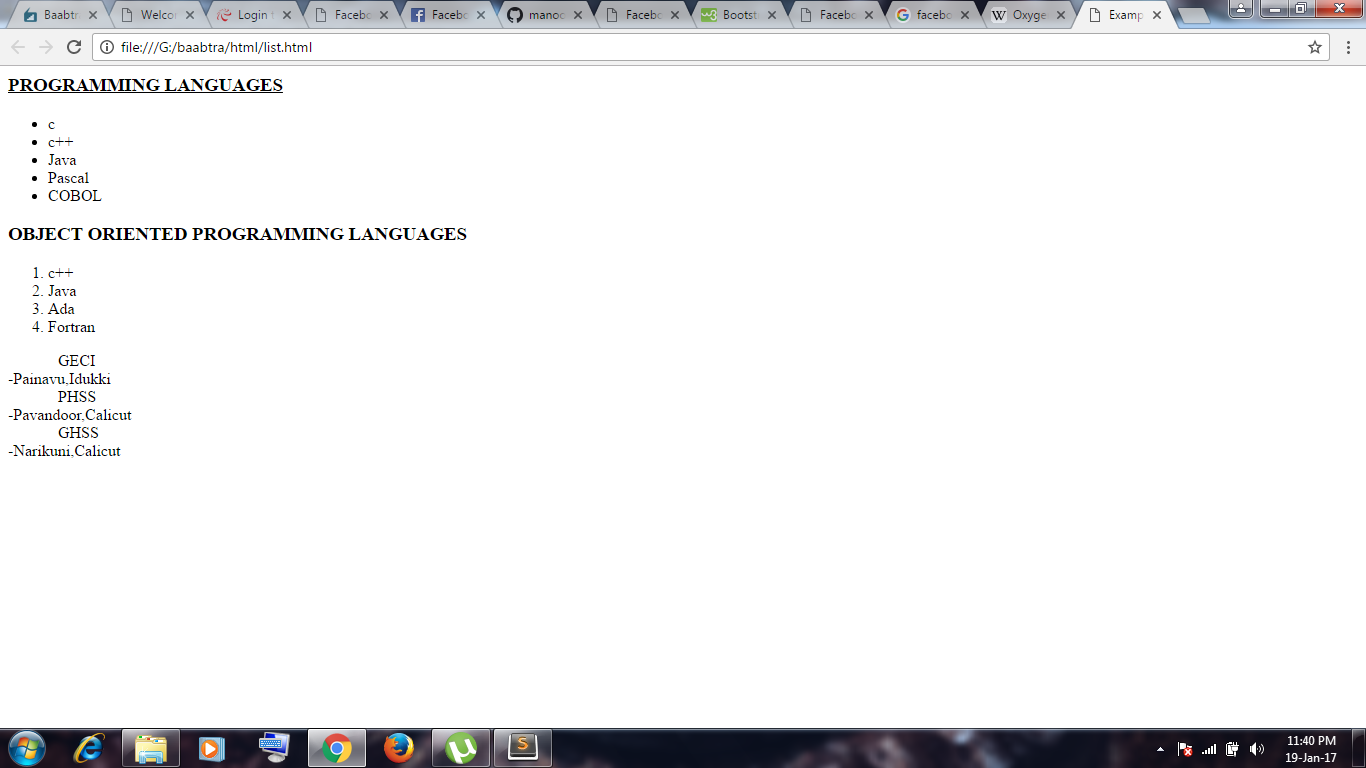 Baabtr Welco Login Facebo Facebo manoo Facebo Bootst Facebo facebo Oxyge Examp
file:///G:/baabtra/html/list.html
PROGRAMMING LANGUAGES
• c
• c++
• Java
• Pascal
• COBOL
OBJECT ORIENTED PROGRAMMING LANGUAGES
1. c++
2. Java
3. Ada
4. Fortran
GECI
-Painavu,Idukki
PHSS
-Pavandoor,Calicut
GHSS
-Narikuni,Calicut
11:40 PM
19-Jan-17